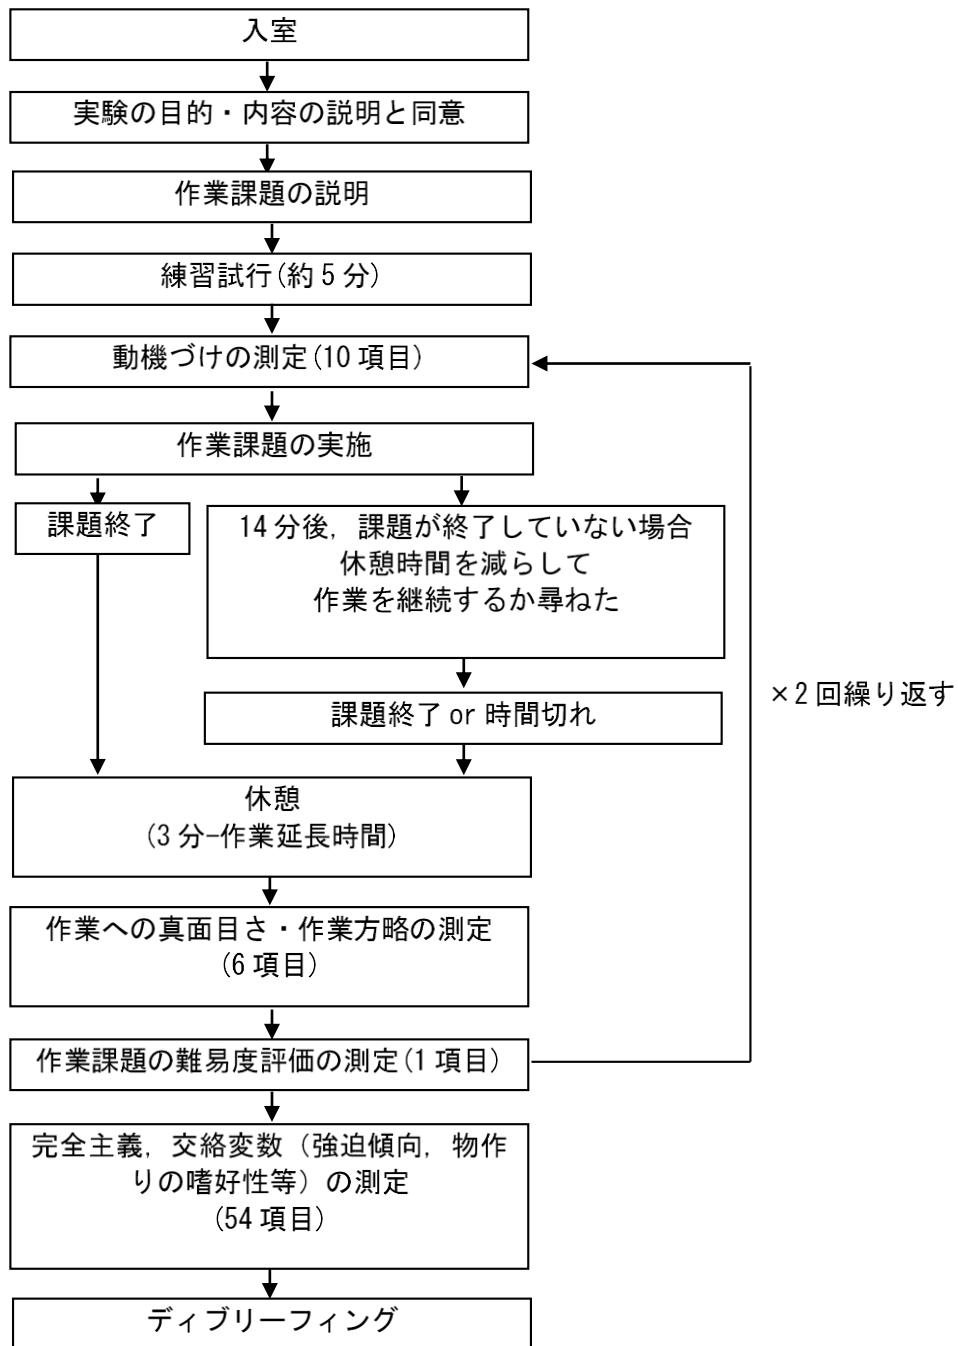 入室
実験の目的・内容の説明と同意
作業課題の説明
練習試行(約5分)
動機づけの測定(10項目)
作業課題の実施
課題終了
14分後, 課題が終了していない場合
休憩時間を減らして
作業を継続するか尋ねた
課題終了or時間切れ
×2回繰り返す
休憩
(3分-作業延長時間)
作業への真面目さ・作業方略の測定
(6項目)
作業課題の難易度評価の測定(1項目)
完全主義, 交絡変数（強迫傾向, 物作
りの嗜好性等）の測定
(54項目)
ディブリーフィング